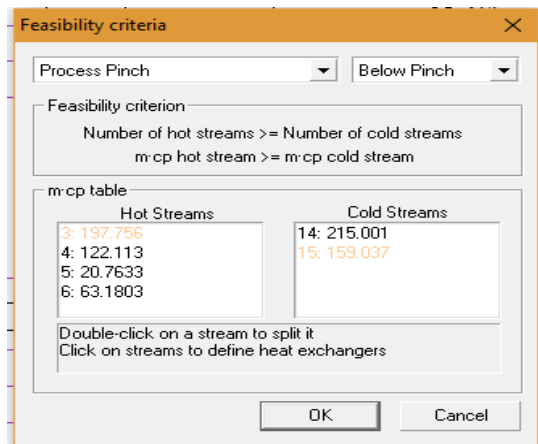 Feasibility criteria
Process Pinch
Below Pinch
Feasibility criterion
Number of hot streams >= Number of cold streams
m·cp hot stream >= m·cp cold stream
m·cp table
Hot Streams
Cold Streams
3: 197.756
4: 122.113
5: 20.7633
6: 63.1803
14: 215.001
15: 159.037
Double-click on a stream to split it
Click on streams to define heat exchangers
OK
Cancel